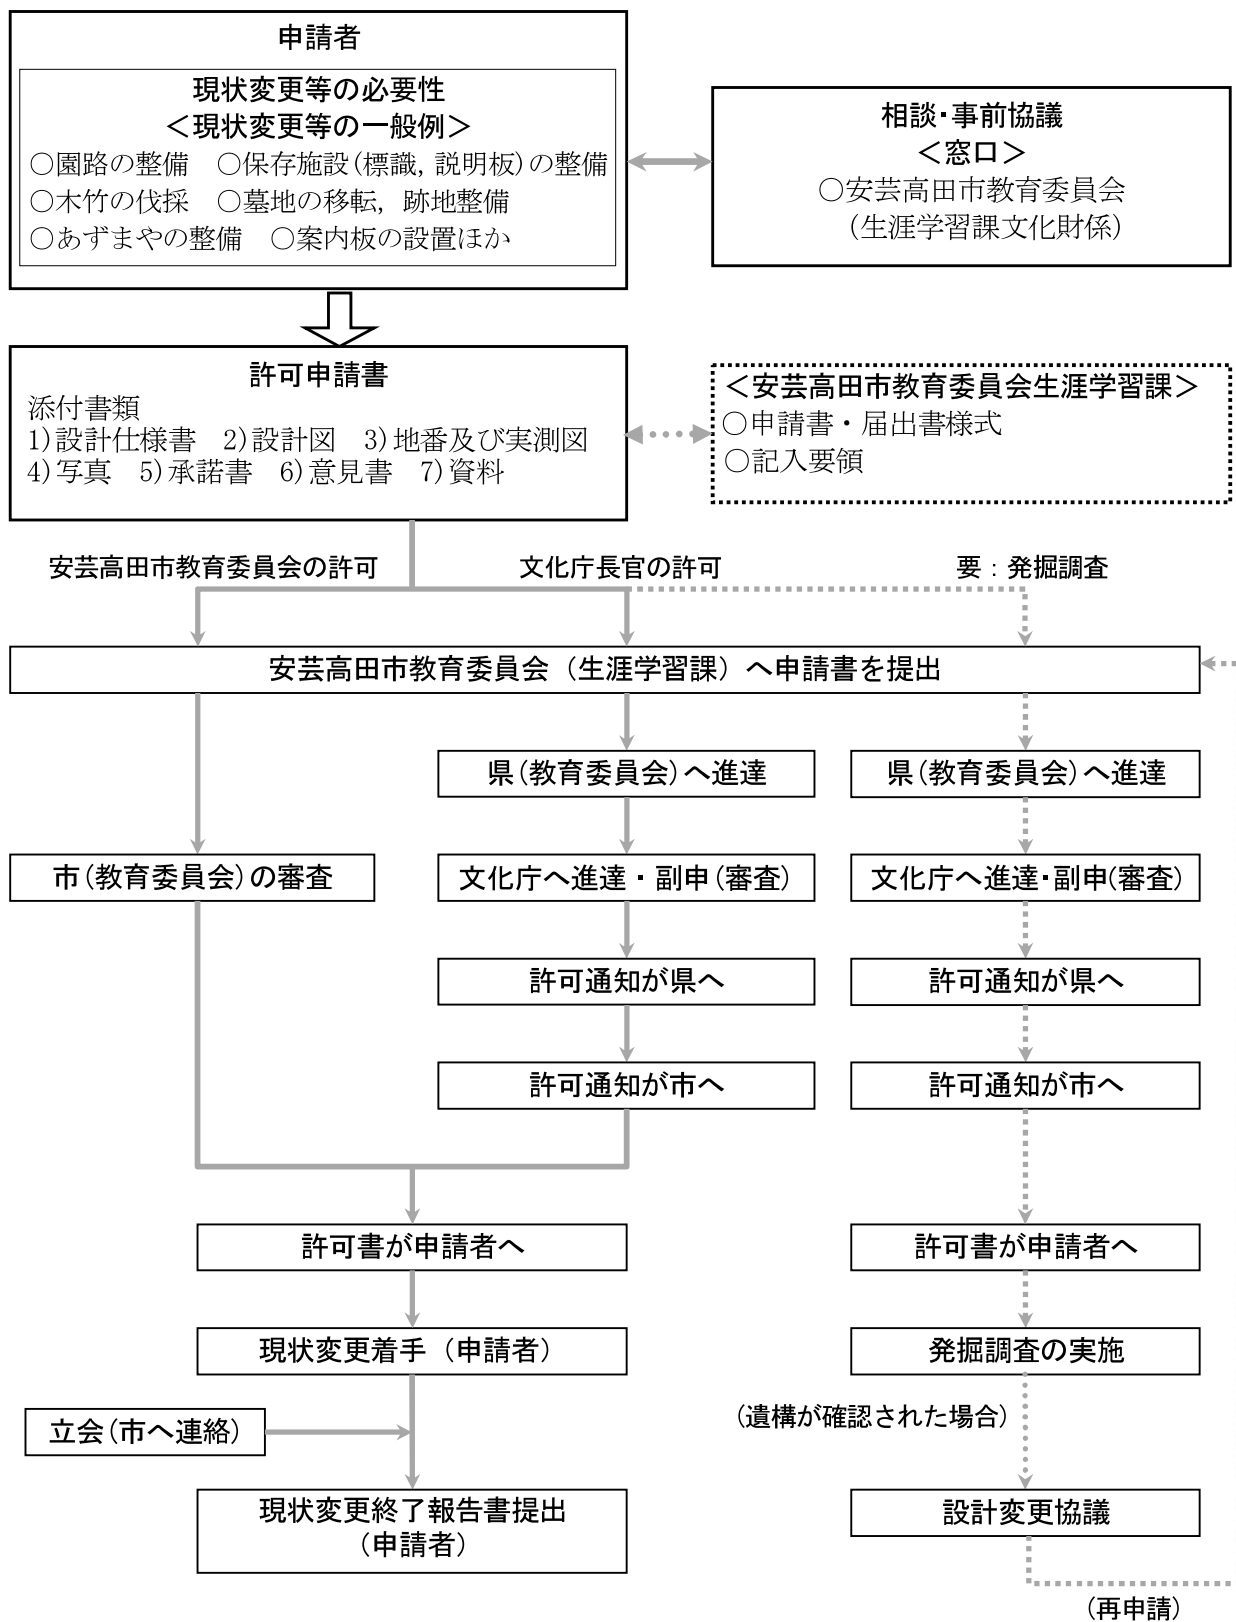 申請者
現状変更等の必要性
＜現状変更等の一般例＞
○園路の整備　○保存施設(標識，説明板)の整備
○木竹の伐採　○墓地の移転，跡地整備
○あずまやの整備　○案内板の設置ほか
相談・事前協議
＜窓口＞
○安芸高田市教育委員会
（生涯学習課文化財係）
許可申請書
添付書類
1)設計仕様書　2)設計図　3)地番及び実測図
4)写真　5)承諾書　6)意見書　7)資料
＜安芸高田市教育委員会生涯学習課＞
○申請書・届出書様式
○記入要領
安芸高田市教育委員会の許可
文化庁長官の許可
要：発掘調査
安芸高田市教育委員会（生涯学習課）へ申請書を提出
県(教育委員会)へ進達
県(教育委員会)へ進達
市(教育委員会)の審査
文化庁へ進達・副申(審査)
文化庁へ進達・副申(審査)
許可通知が県へ
許可通知が県へ
許可通知が市へ
許可通知が市へ
許可書が申請者へ
許可書が申請者へ
現状変更着手（申請者）
発掘調査の実施
立会(市へ連絡)
(遺構が確認された場合)
現状変更終了報告書提出
（申請者）
設計変更協議
(再申請)